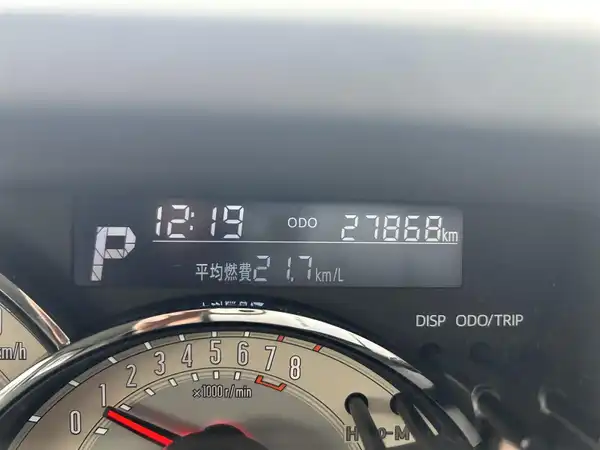 12:19 ODO 27868km
P
平均燃費21.7km/L
DISP ODO/TRIP
0 1 2 3 4 5 6 7 8
×1000 r/min
m/h